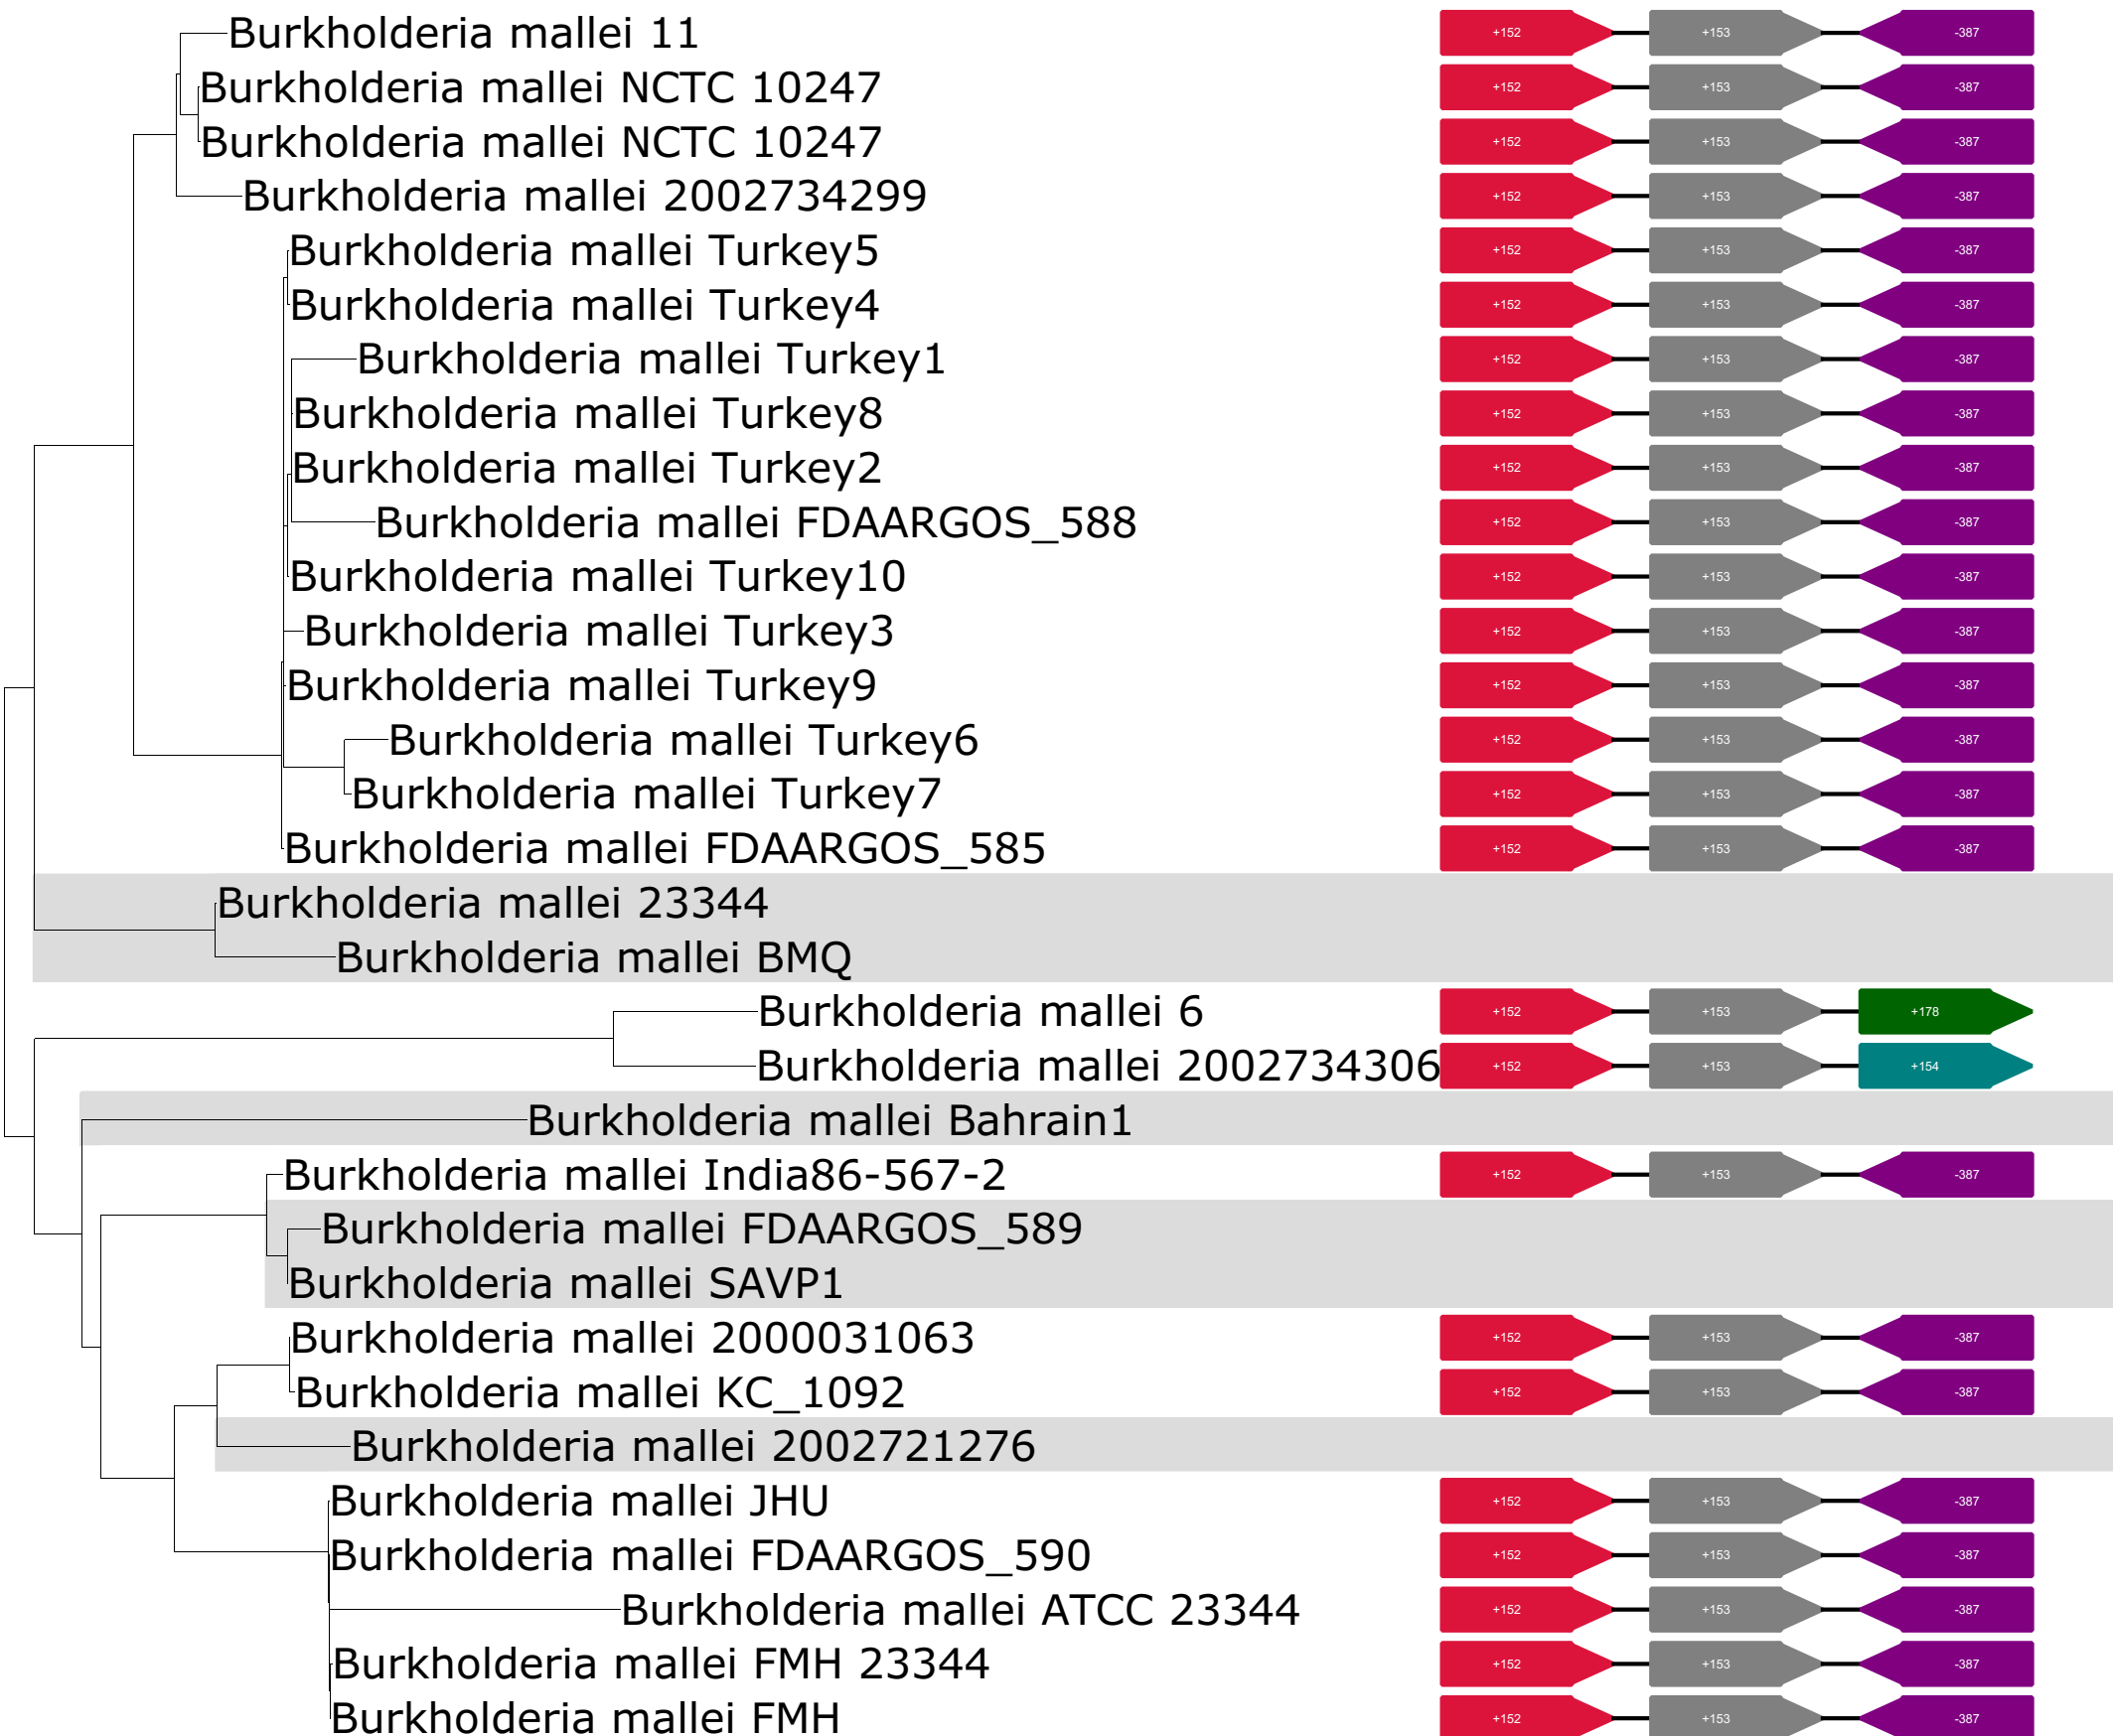 Burkholderia mallei 11 +152 +153 -387
Burkholderia mallei NCTC 10247 +152 +153 -387
Burkholderia mallei NCTC 10247 +152 +153 -387
Burkholderia mallei 2002734299 +152 +153 -387
Burkholderia mallei Turkey5 +152 +153 -387
Burkholderia mallei Turkey4 +152 +153 -387
Burkholderia mallei Turkey1 +152 +153 -387
Burkholderia mallei Turkey8 +152 +153 -387
Burkholderia mallei Turkey2 +152 +153 -387
Burkholderia mallei FDAARGOS_588 +152 +153 -387
Burkholderia mallei Turkey10 +152 +153 -387
Burkholderia mallei Turkey3 +152 +153 -387
Burkholderia mallei Turkey9 +152 +153 -387
Burkholderia mallei Turkey6 +152 +153 -387
Burkholderia mallei Turkey7 +152 +153 -387
Burkholderia mallei FDAARGOS_585 +152 +153 -387
Burkholderia mallei 23344
Burkholderia mallei BMQ
Burkholderia mallei 6 +152 +153 +178
Burkholderia mallei 2002734306 +152 +153 +154
Burkholderia mallei Bahrain1
Burkholderia mallei India86-567-2 +152 +153 -387
Burkholderia mallei FDAARGOS_589
Burkholderia mallei SAVP1
Burkholderia mallei 2000031063 +152 +153 -387
Burkholderia mallei KC_1092 +152 +153 -387
Burkholderia mallei 2002721276
Burkholderia mallei JHU +152 +153 -387
Burkholderia mallei FDAARGOS_590 +152 +153 -387
Burkholderia mallei ATCC 23344 +152 +153 -387
Burkholderia mallei FMH 23344 +152 +153 -387
Burkholderia mallei FMH +152 +153 -387